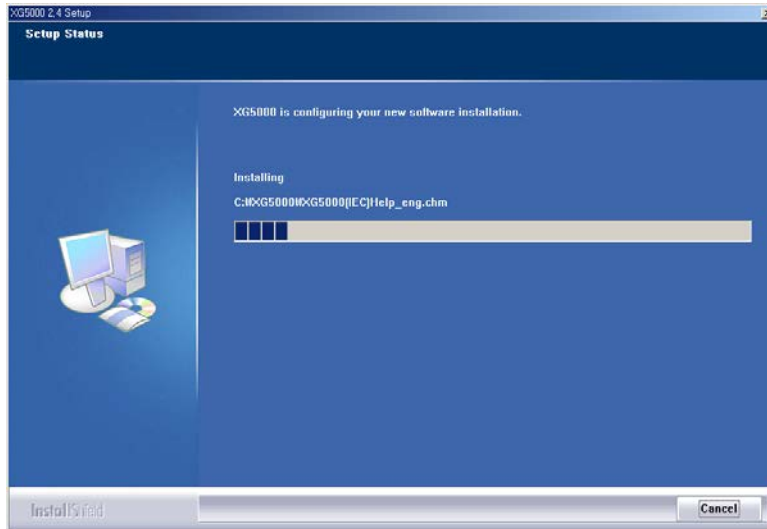 XG5000 2,4 Setup
Setup Status
XG5000 is configuring your new software installation.
Installing
C:₩XG5000₩XG5000(IEC)Help_eng.chm
InstallShield
Cancel